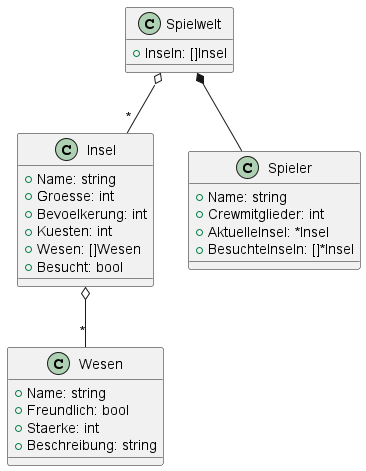 C Spielwelt
Inseln: []Insel
*
C Insel
Name: string
Groesse: int
Bevoelkerung: int
Kuesten: int
Wesen: []Wesen
Besucht: bool
C Spieler
Name: string
Crewmitglieder: int
AktuelleInsel: *Insel
BesuchteInseln: []*Insel
*
C Wesen
Name: string
Freundlich: bool
Staerke: int
Beschreibung: string